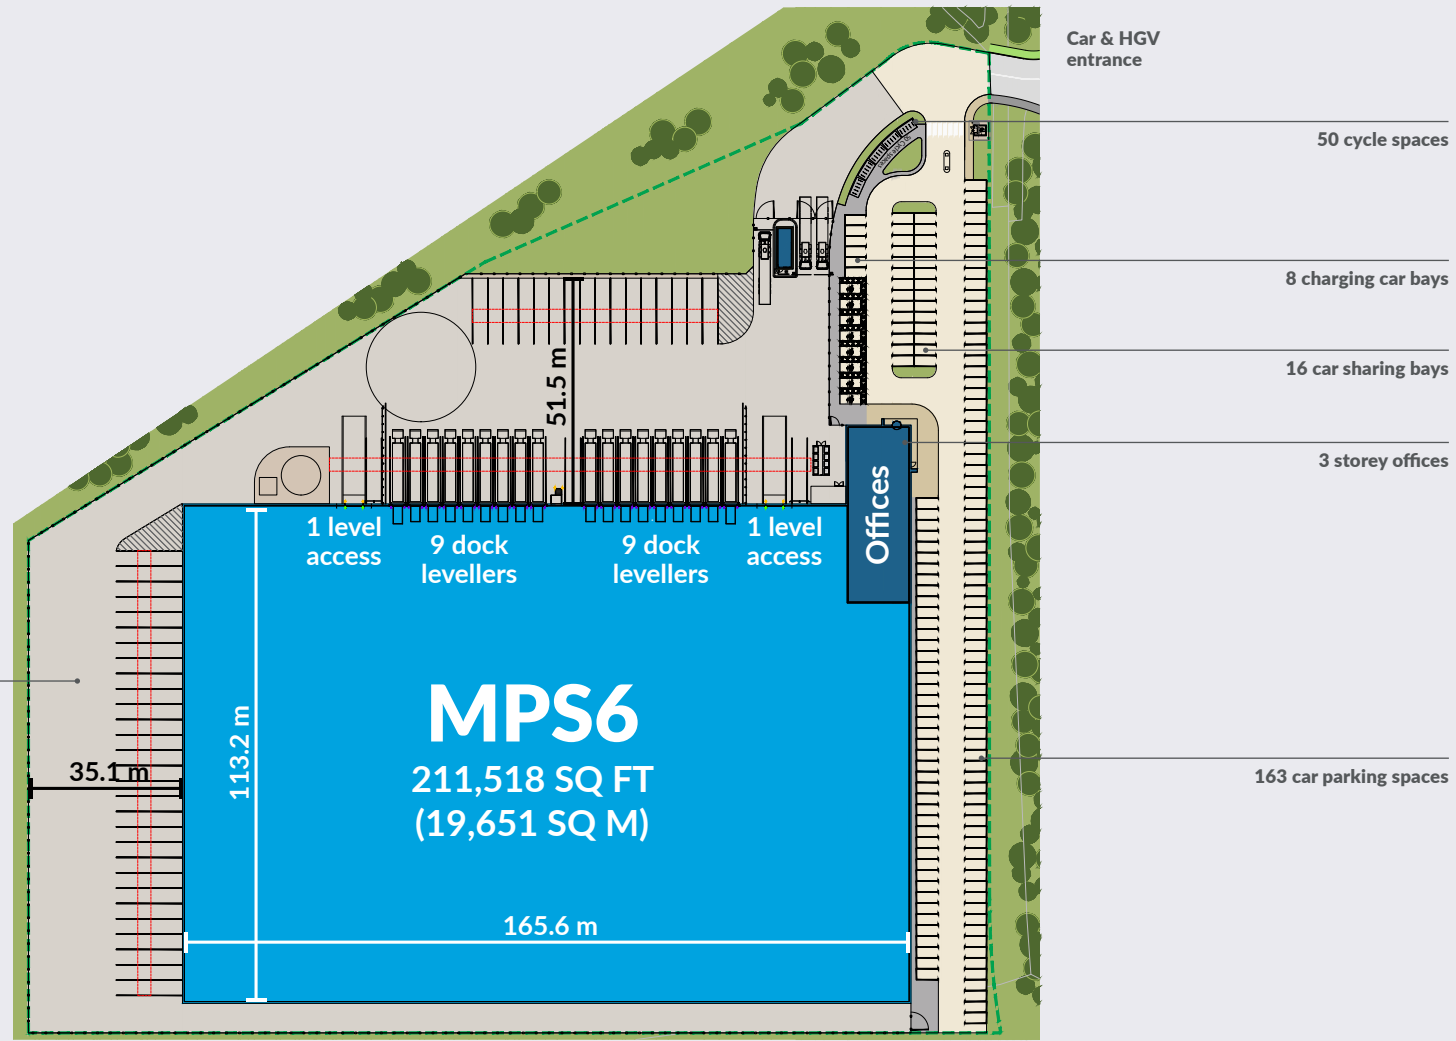 Car & HGV
entrance
50 cycle spaces
8 charging car bays
16 car sharing bays
3 storey offices
163 car parking spaces
51.5 m
Offices
1 level
access
9 dock
levellers
9 dock
levellers
1 level
access
35.1 m
113.2 m
MPS6
211,518 SQ FT
(19,651 SQ M)
165.6 m